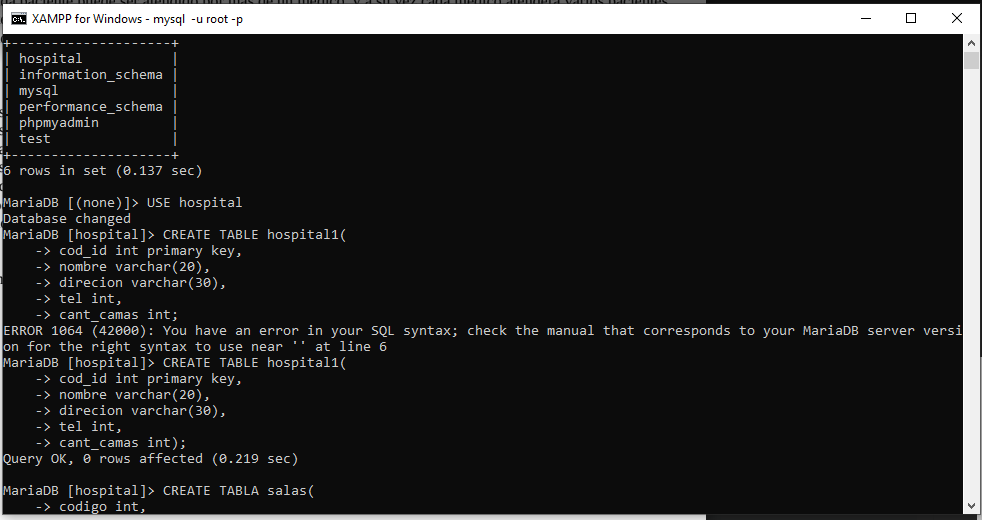 XAMPP for Windows - mysql -u root -p
+--------------------+
| hospital           |
| information_schema |
| mysql              |
| performance_schema |
| phpmyadmin         |
| test               |
+--------------------+
6 rows in set (0.137 sec)
MariaDB [(none)]> USE hospital
Database changed
MariaDB [hospital]> CREATE TABLE hospital1(
    -> cod_id int primary key,
    -> nombre varchar(20),
    -> direcion varchar(30),
    -> tel int,
    -> cant_camas int;
ERROR 1064 (42000): You have an error in your SQL syntax; check the manual that corresponds to your MariaDB server versi
on for the right syntax to use near '' at line 6
MariaDB [hospital]> CREATE TABLE hospital1(
    -> cod_id int primary key,
    -> nombre varchar(20),
    -> direcion varchar(30),
    -> tel int,
    -> cant_camas int);
Query OK, 0 rows affected (0.219 sec)
MariaDB [hospital]> CREATE TABLA salas(
    -> codigo int,